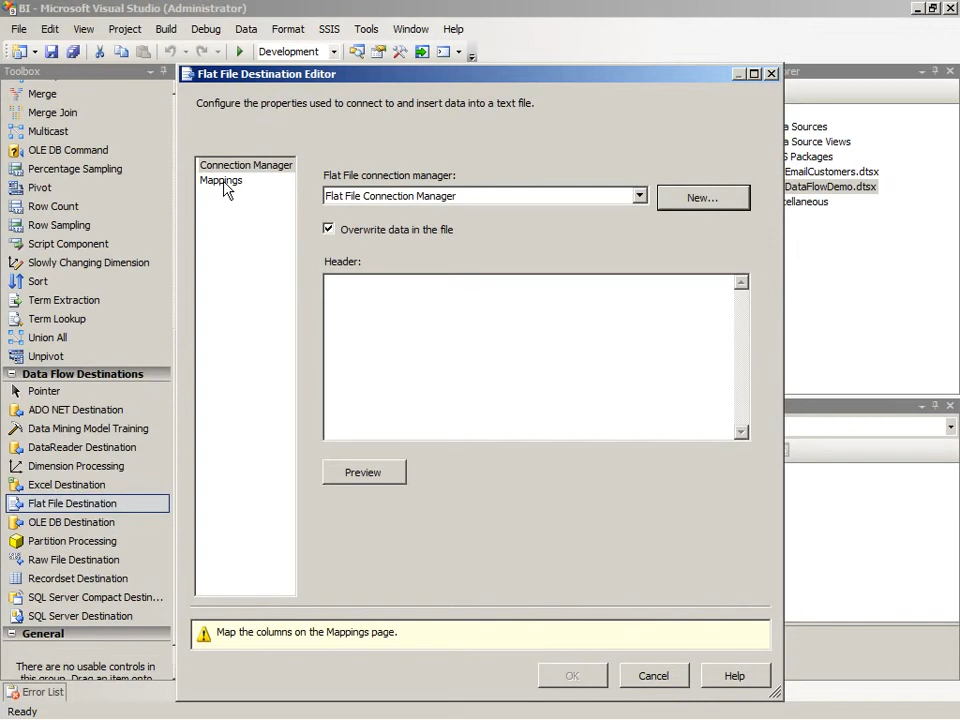 BI - Microsoft Visual Studio (Administrator)
File Edit View Project Build Debug Data Format SSIS Tools Window Help
Development
Toolbox
Merge
Merge Join
Multicast
OLE DB Command
Percentage Sampling
Pivot
Row Count
Row Sampling
Script Component
Slowly Changing Dimension
Sort
Term Extraction
Term Lookup
Union All
Unpivot
Data Flow Destinations
Pointer
ADO NET Destination
Data Mining Model Training
DataReader Destination
Dimension Processing
Excel Destination
Flat File Destination
OLE DB Destination
Partition Processing
Raw File Destination
Recordset Destination
SQL Server Compact Destin...
SQL Server Destination
General
There are no usable controls in
this group. Drag an item onto
Error List
Ready
Flat File Destination Editor
Configure the properties used to connect to and insert data into a text file.
Connection Manager
Mappings
Flat File connection manager:
Flat File Connection Manager
New...
Overwrite data in the file
Header:
Preview
Map the columns on the Mappings page.
OK Cancel Help
rer
a Sources
a Source Views
S Packages
EmailCustomers.dtsx
DataFlowDemo.dtsx
cellaneous